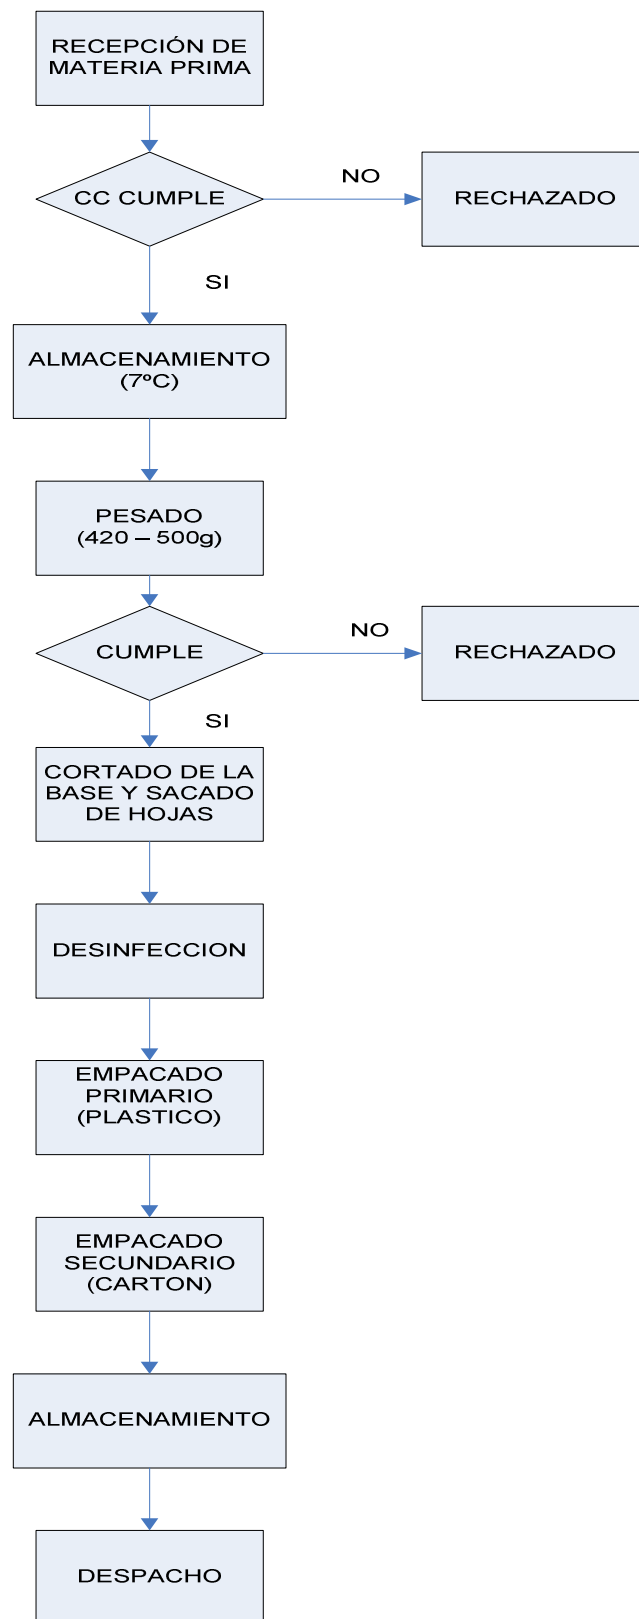 RECEPCIÓN DE
MATERIA PRIMA
CC CUMPLE
NO
RECHAZADO
SI
ALMACENAMIENTO
(7ºC)
PESADO
(420 – 500g)
CUMPLE
NO
RECHAZADO
SI
CORTADO DE LA
BASE Y SACADO
DE HOJAS
DESINFECCION
EMPACADO
PRIMARIO
(PLASTICO)
EMPACADO
SECUNDARIO
(CARTON)
ALMACENAMIENTO
DESPACHO